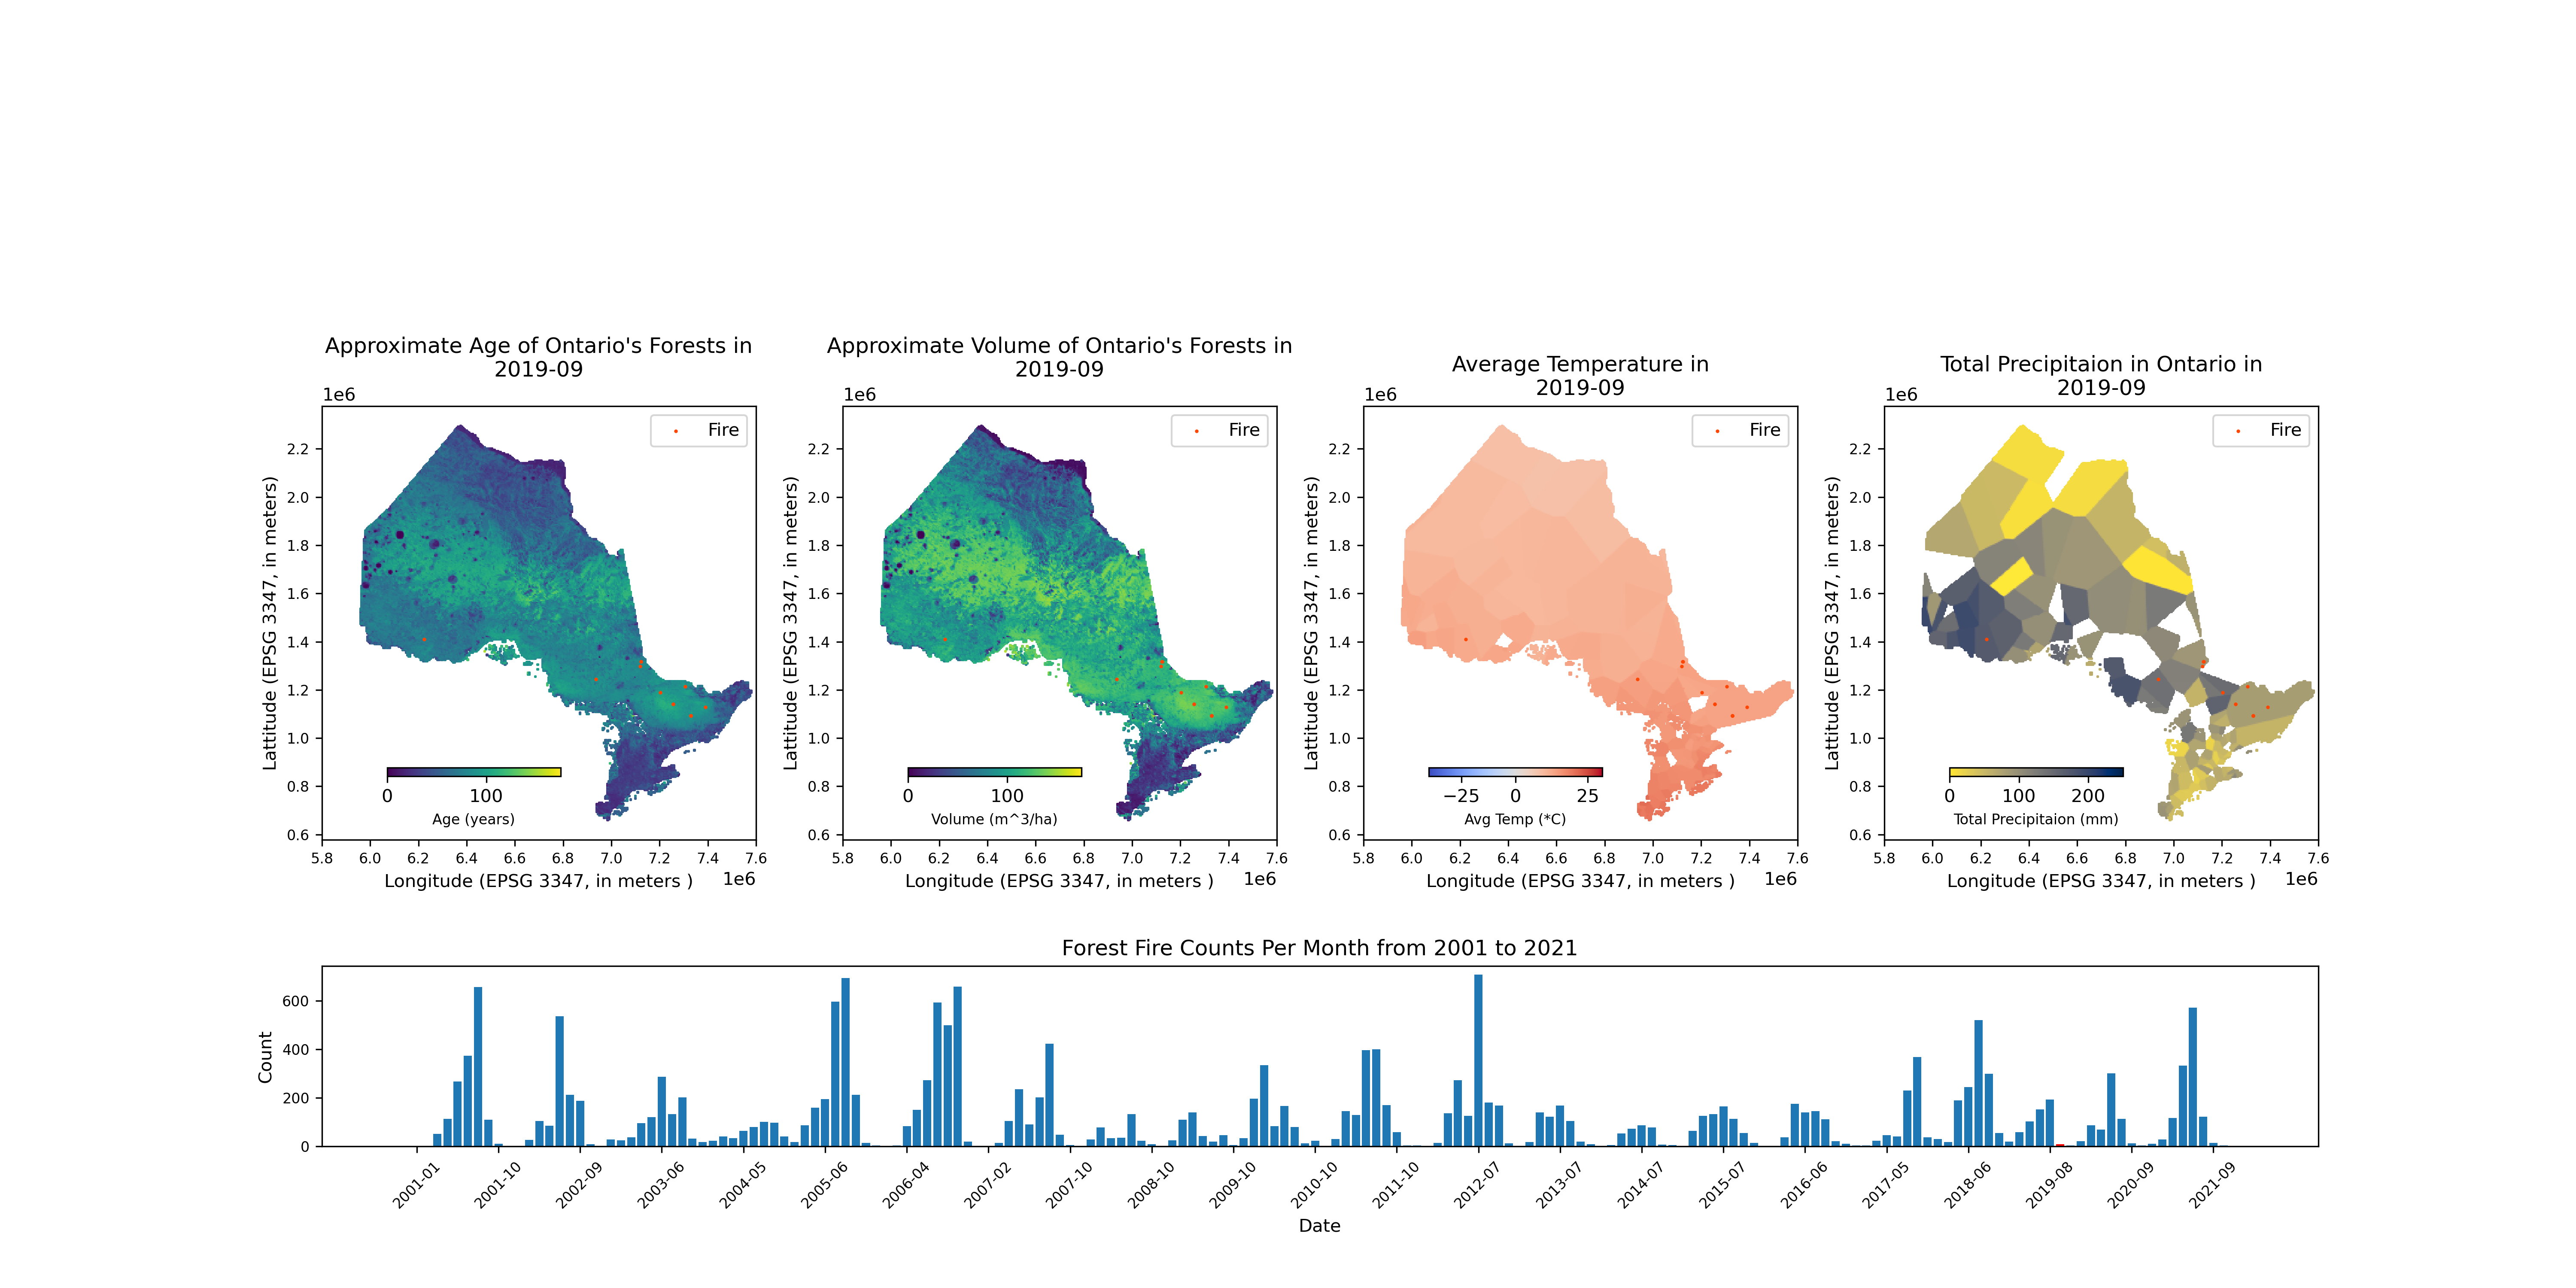 Approximate Age of Ontario's Forests in
2019-09
1e6
Fire
2.2
2.0
1.8
1.6
1.4
1.2
1.0
0.8
0.6
Lattitude (EPSG 3347, in meters)
0 100
Age (years)
5.8 6.0 6.2 6.4 6.6 6.8 7.0 7.2 7.4 7.6
Longitude (EPSG 3347, in meters )
1e6
Approximate Volume of Ontario's Forests in
2019-09
1e6
Fire
2.2
2.0
1.8
1.6
1.4
1.2
1.0
0.8
0.6
Lattitude (EPSG 3347, in meters)
0 100
Volume (m^3/ha)
5.8 6.0 6.2 6.4 6.6 6.8 7.0 7.2 7.4 7.6
Longitude (EPSG 3347, in meters )
1e6
Average Temperature in
2019-09
1e6
Fire
2.2
2.0
1.8
1.6
1.4
1.2
1.0
0.8
0.6
Lattitude (EPSG 3347, in meters)
−25 0 25
Avg Temp (*C)
5.8 6.0 6.2 6.4 6.6 6.8 7.0 7.2 7.4 7.6
Longitude (EPSG 3347, in meters )
1e6
Total Precipitaion in Ontario in
2019-09
1e6
Fire
2.2
2.0
1.8
1.6
1.4
1.2
1.0
0.8
0.6
Lattitude (EPSG 3347, in meters)
0 100 200
Total Precipitaion (mm)
5.8 6.0 6.2 6.4 6.6 6.8 7.0 7.2 7.4 7.6
Longitude (EPSG 3347, in meters )
1e6
Forest Fire Counts Per Month from 2001 to 2021
600
400
200
0
Count
2001-01 2001-10 2002-09 2003-06 2004-05 2005-06 2006-04 2007-02 2007-10 2008-10 2009-10 2010-10 2011-10 2012-07 2013-07 2014-07 2015-07 2016-06 2017-05 2018-06 2019-08 2020-09 2021-09
Date